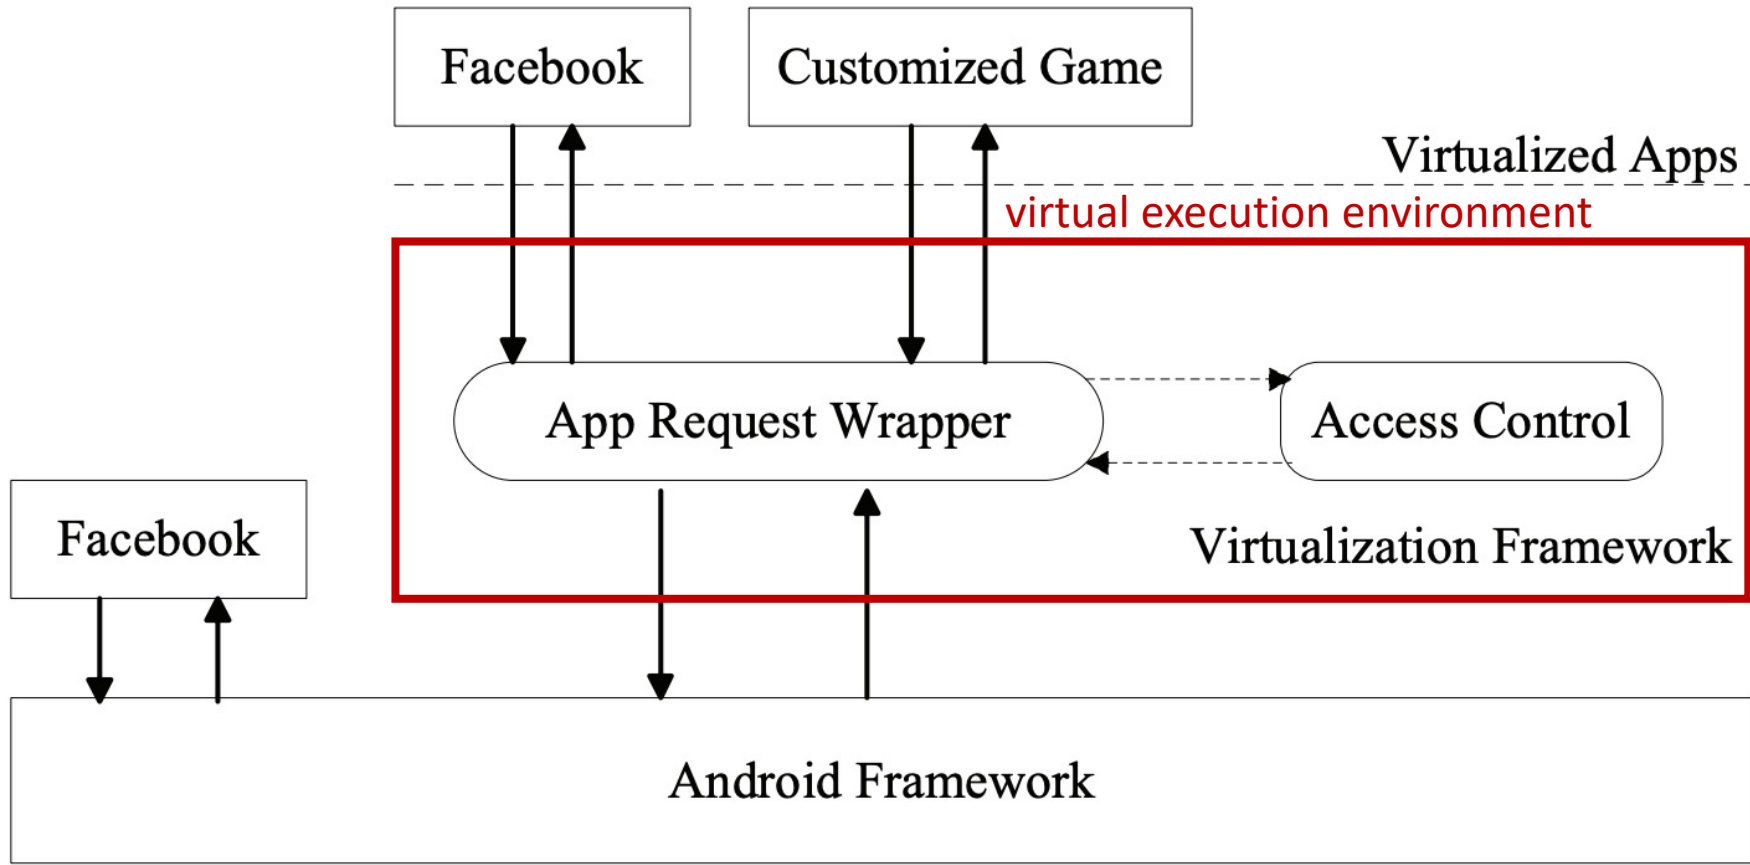 Facebook
Customized Game
Virtualized Apps
virtual execution environment
App Request Wrapper
Access Control
Facebook
Virtualization Framework
Android Framework